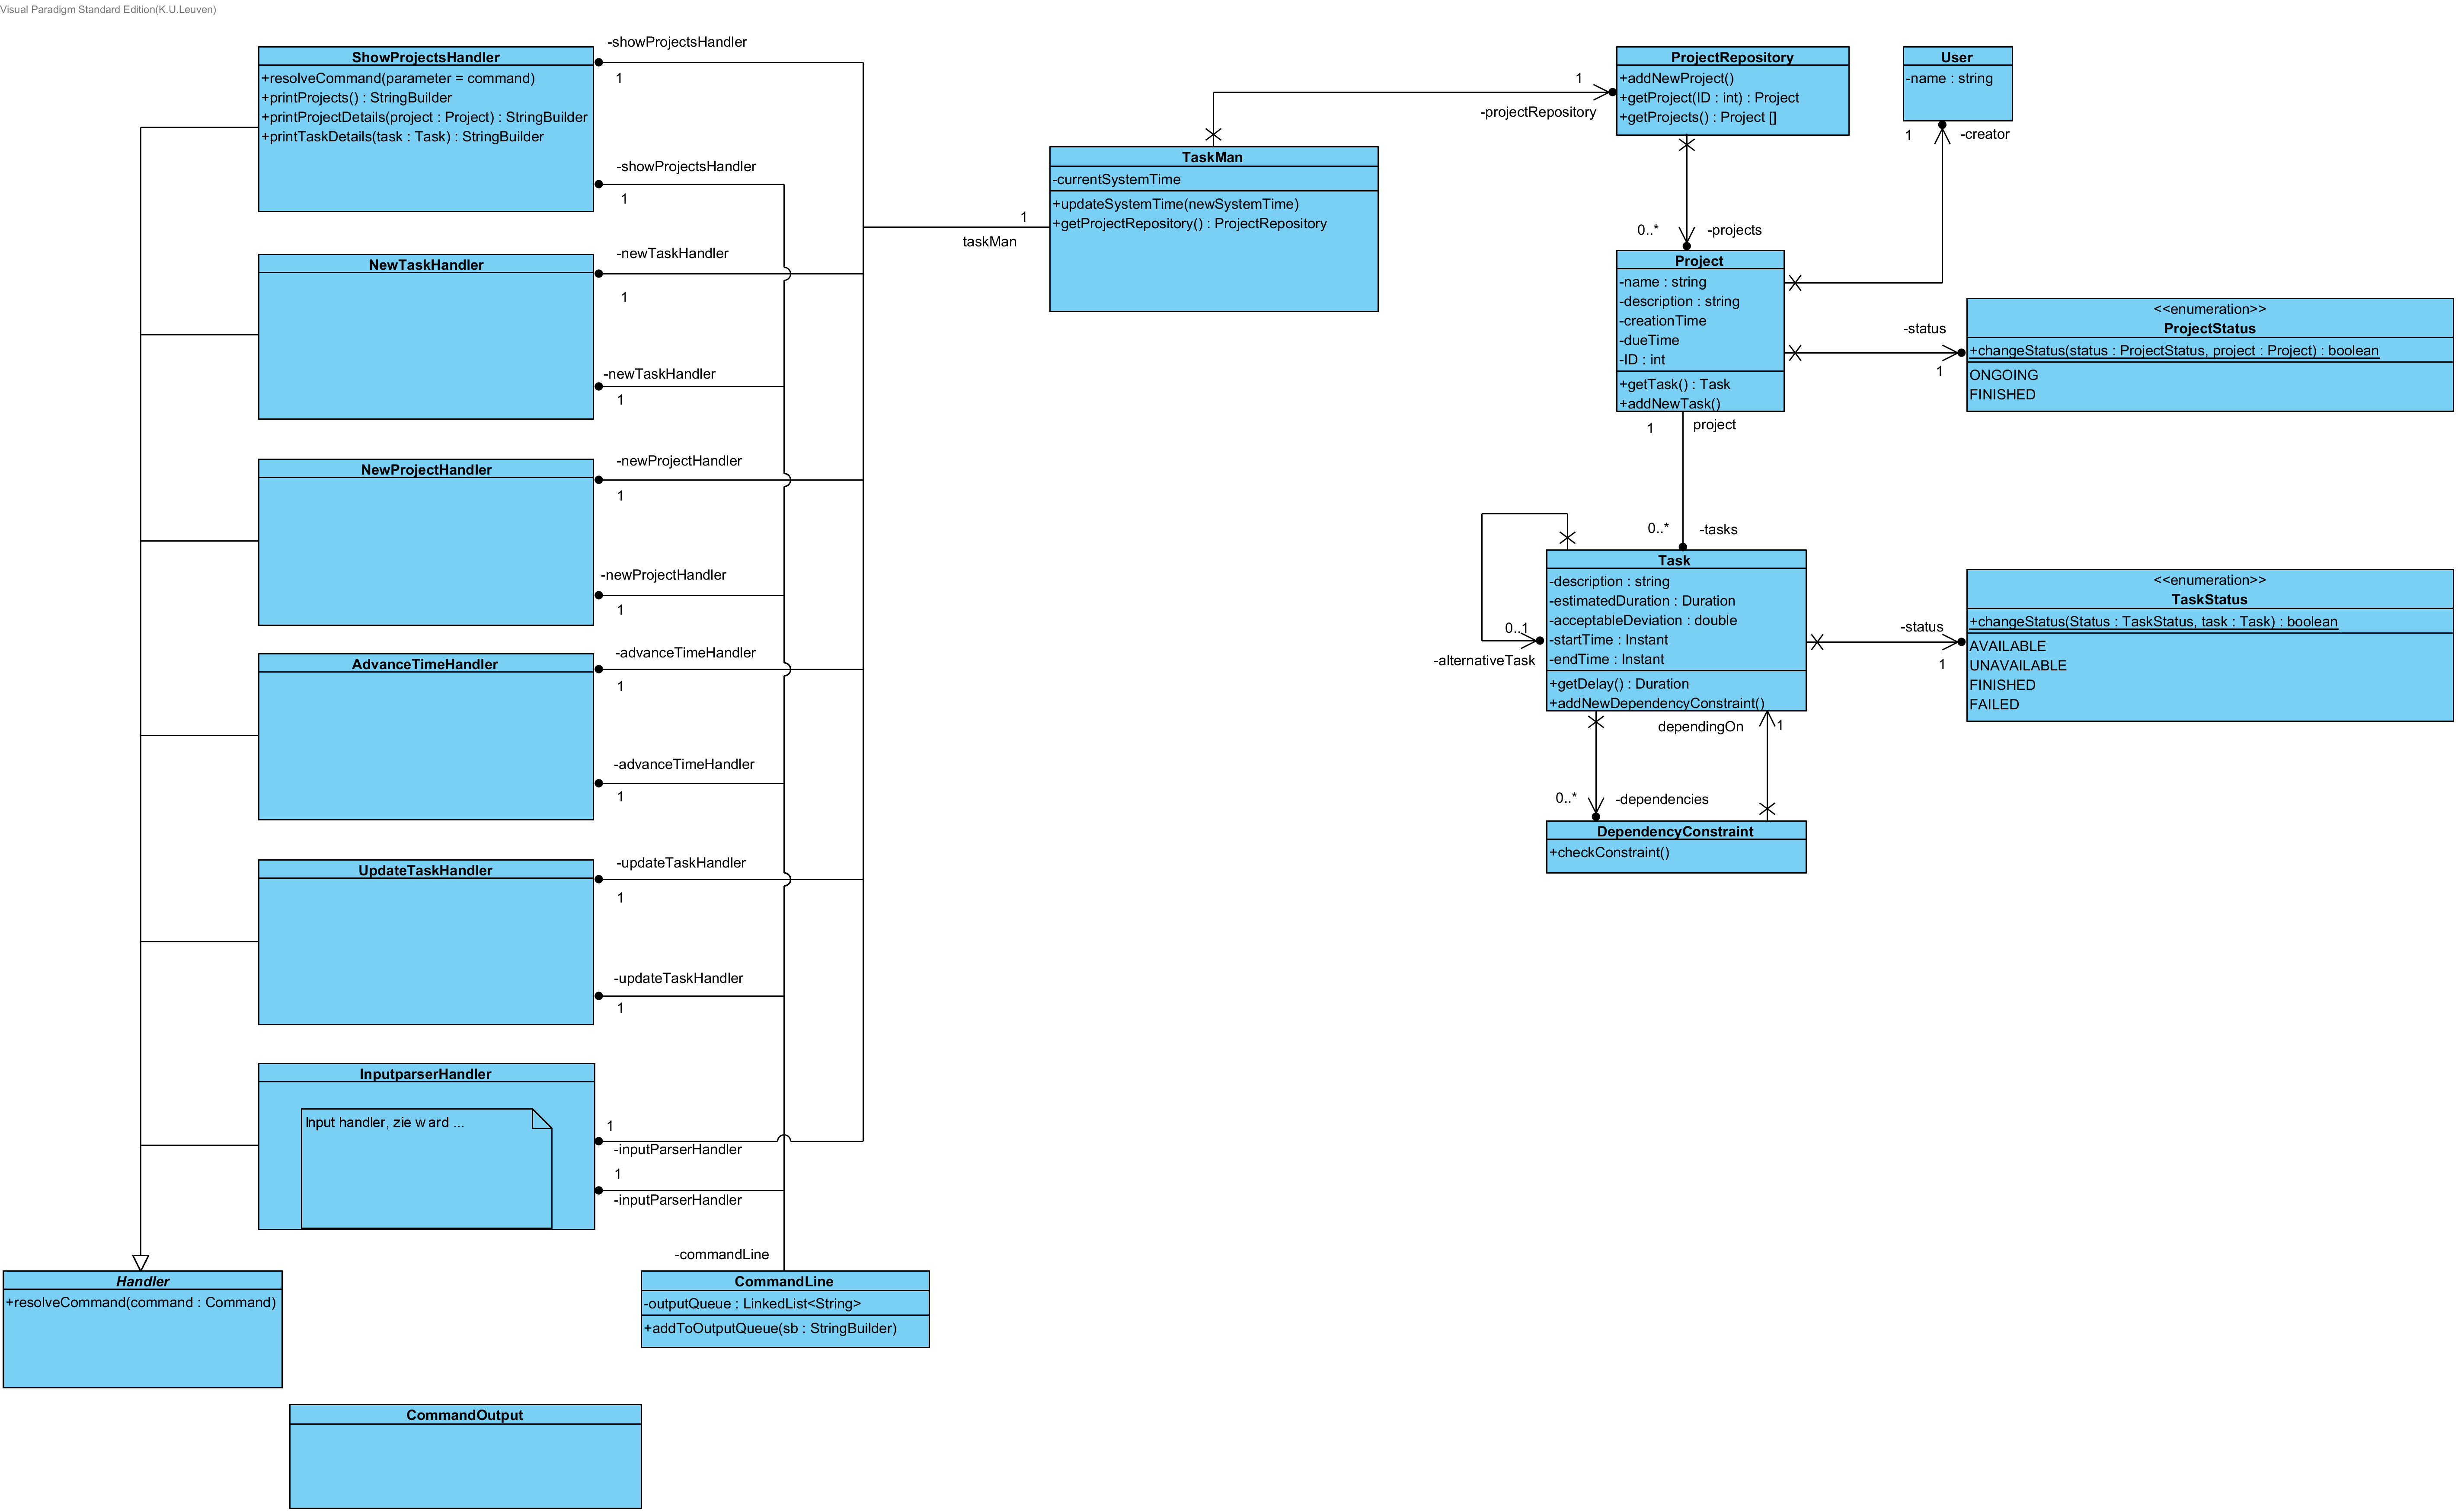 Visual Paradigm Standard Edition(K.U.Leuven)
ShowProjectsHandler
+resolveCommand(parameter = command)
+printProjects() : StringBuilder
+printProjectDetails(project : Project) : StringBuilder
+printTaskDetails(task : Task) : StringBuilder
-showProjectsHandler
1
-showProjectsHandler
1
NewTaskHandler
-newTaskHandler
1
-newTaskHandler
1
NewProjectHandler
-newProjectHandler
1
-newProjectHandler
1
AdvanceTimeHandler
-advanceTimeHandler
1
-advanceTimeHandler
1
UpdateTaskHandler
-updateTaskHandler
1
-updateTaskHandler
1
InputparserHandler
Input handler, zie ward ...
1
-inputParserHandler
1
-inputParserHandler
-commandLine
Handler
+resolveCommand(command : Command)
CommandLine
-outputQueue : LinkedList<String>
+addToOutputQueue(sb : StringBuilder)
CommandOutput
1
taskMan
TaskMan
-currentSystemTime
+updateSystemTime(newSystemTime)
+getProjectRepository() : ProjectRepository
1
-projectRepository
ProjectRepository
+addNewProject()
+getProject(ID : int) : Project
+getProjects() : Project []
User
-name : string
1
-creator
0..*
-projects
Project
-name : string
-description : string
-creationTime
-dueTime
-ID : int
+getTask() : Task
+addNewTask()
-status
1
<<enumeration>>
ProjectStatus
+changeStatus(status : ProjectStatus, project : Project) : boolean
ONGOING
FINISHED
1
project
0..*
-tasks
0..1
-alternativeTask
Task
-description : string
-estimatedDuration : Duration
-acceptableDeviation : double
-startTime : Instant
-endTime : Instant
+getDelay() : Duration
+addNewDependencyConstraint()
-status
1
<<enumeration>>
TaskStatus
+changeStatus(Status : TaskStatus, task : Task) : boolean
AVAILABLE
UNAVAILABLE
FINISHED
FAILED
dependingOn
1
0..*
-dependencies
DependencyConstraint
+checkConstraint()